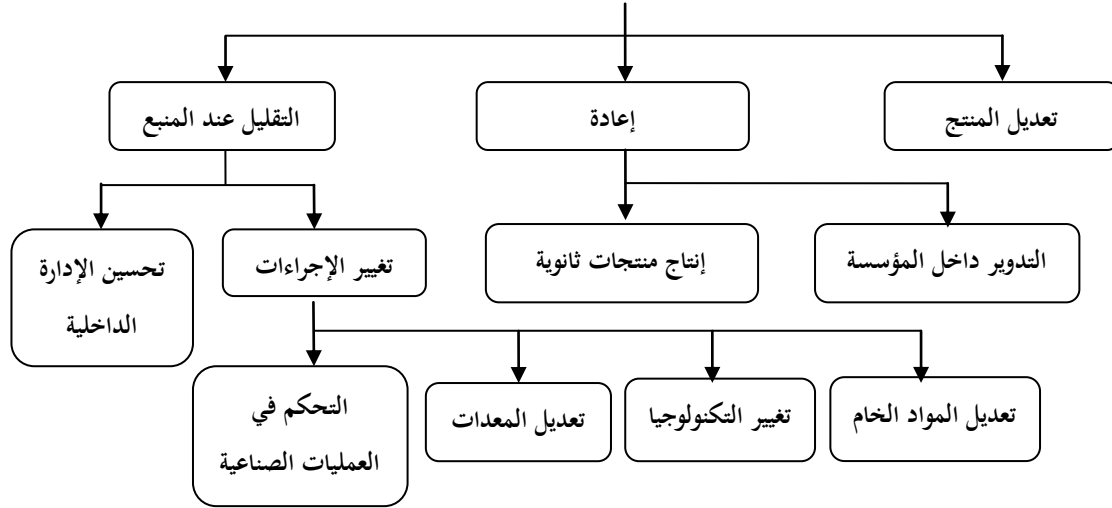 تعديل المنتج
إعادة
التقليل عند المنبع
التدوير داخل المؤسسة
إنتاج منتجات ثانوية
تغيير الإجراءات
تحسين الإدارة
الداخلية
تعديل المواد الخام
تغيير التكنولوجيا
تعديل المعدات
التحكم في
العمليات الصناعية